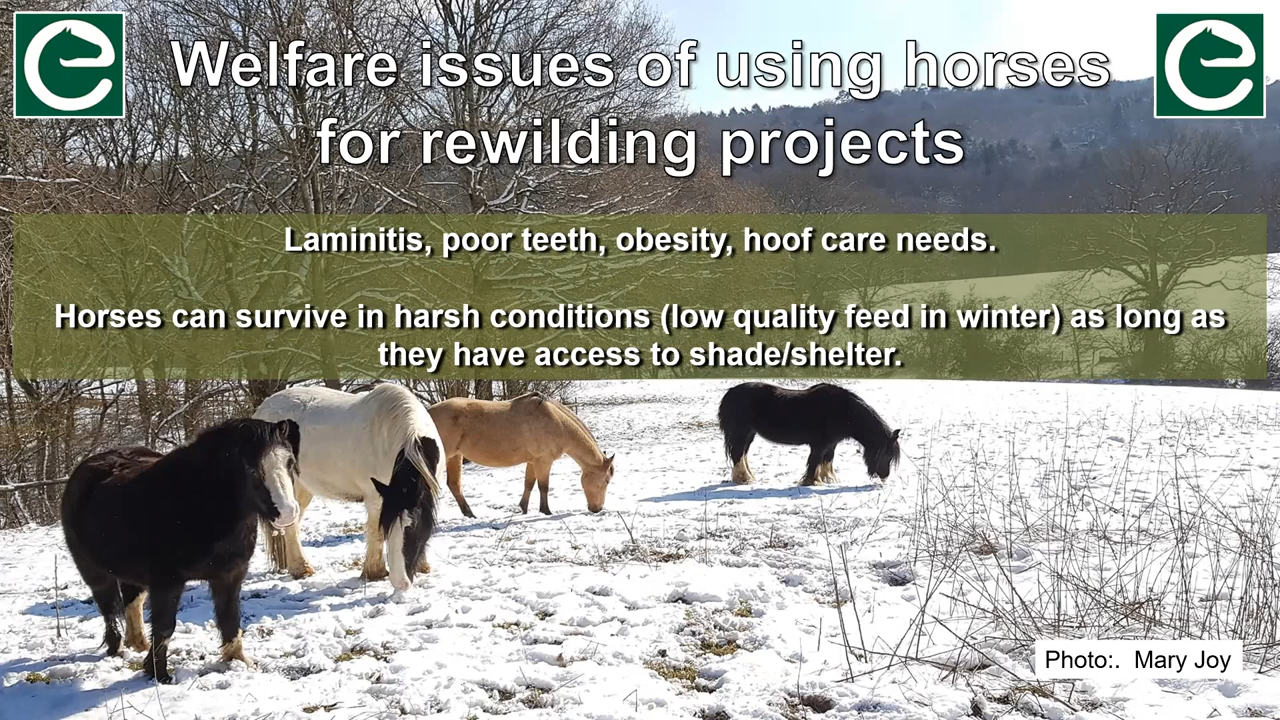 Welfare issues of using horses
for rewilding projects
Laminitis, poor teeth, obesity, hoof care needs.
Horses can survive in harsh conditions (low quality feed in winter) as long as
they have access to shade/shelter.
Photo:.  Mary Joy